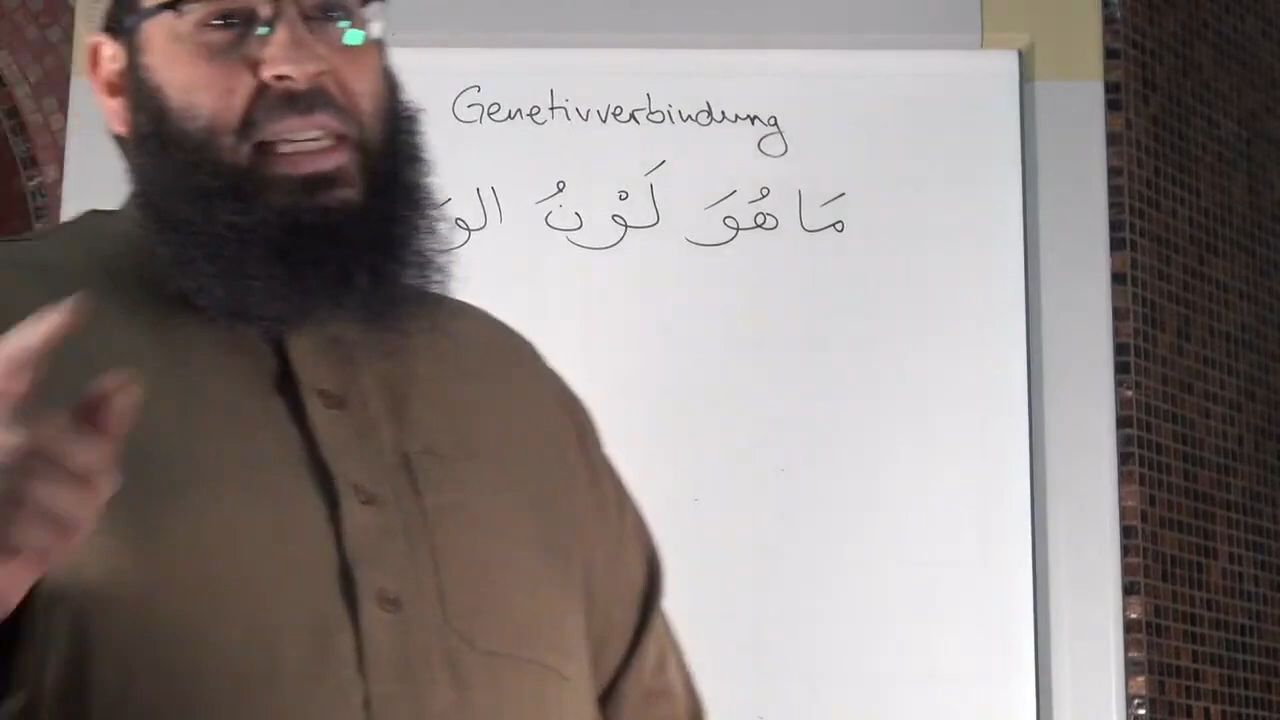 Genetivverbindung
مَا هُوَ لَوْنُ